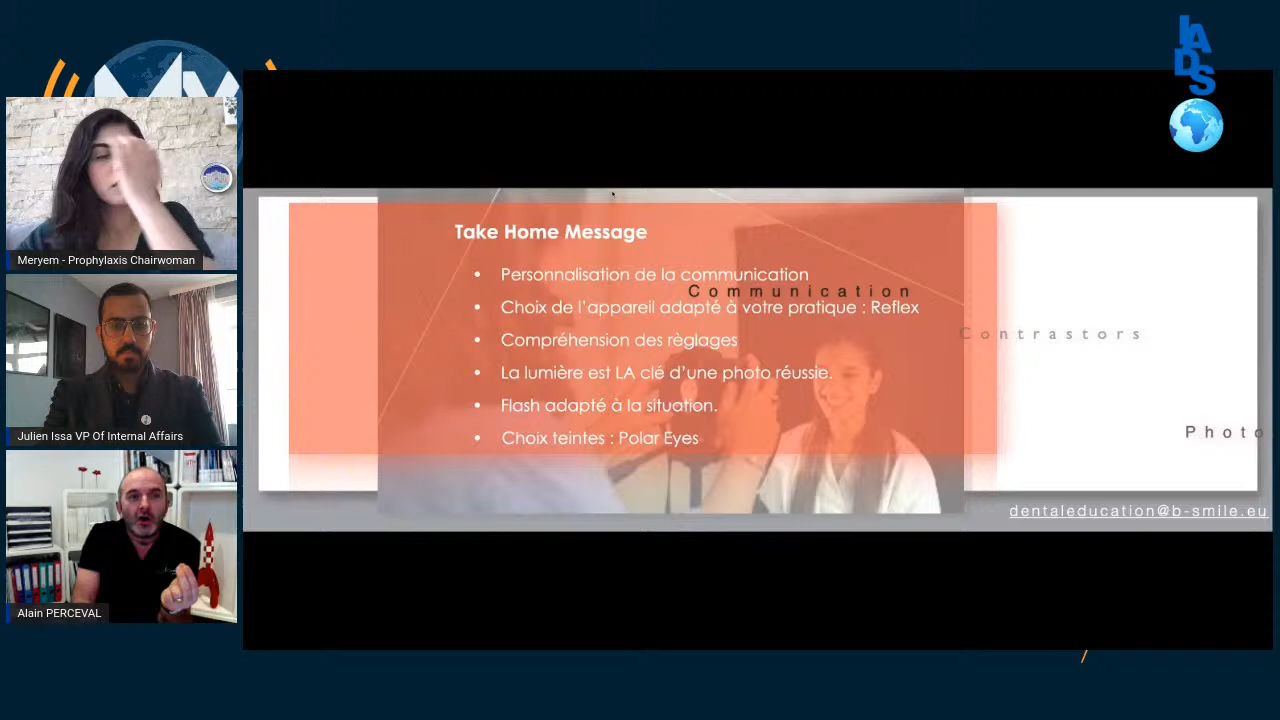 IADS
Meryem - Prophylaxis Chairwoman
Julien Issa VP Of Internal Affairs
Alain PERCEVAL
Take Home Message
• Personnalisation de la communication
Communication
• Choix de l’appareil adapté à votre pratique : Reflex
Contrastors
• Compréhension des règlages
• La lumière est LA clé d’une photo réussie.
• Flash adapté à la situation.
Photo
• Choix teintes : Polar Eyes
dentaleducation@b-smile.eu